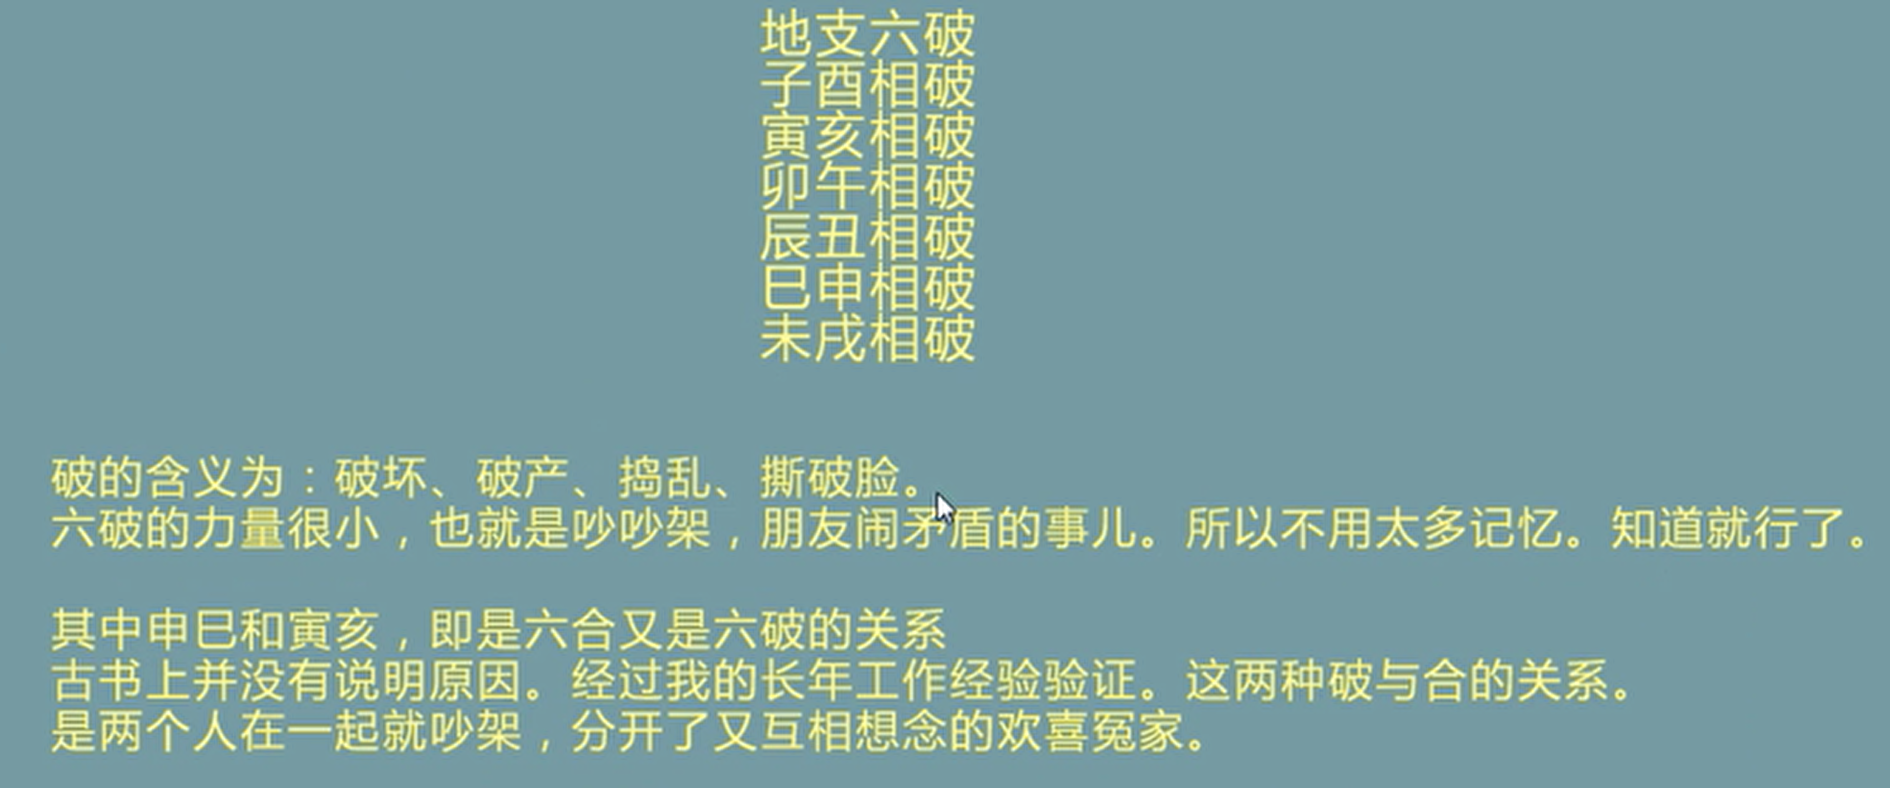 地支六破
子酉相破
寅亥相破
卯午相破
辰丑相破
巳申相破
未戌相破
破的含义为：破坏、破产、捣乱、撕破脸。
六破的力量很小，也就是吵吵架，朋友闹矛盾的事儿。所以不用太多记忆。知道就行了。
其中申巳和寅亥，即是六合又是六破的关系
古书上并没有说明原因。经过我的长年工作经验验证。这两种破与合的关系。
是两个人在一起就吵架，分开了又互相想念的欢喜冤家。